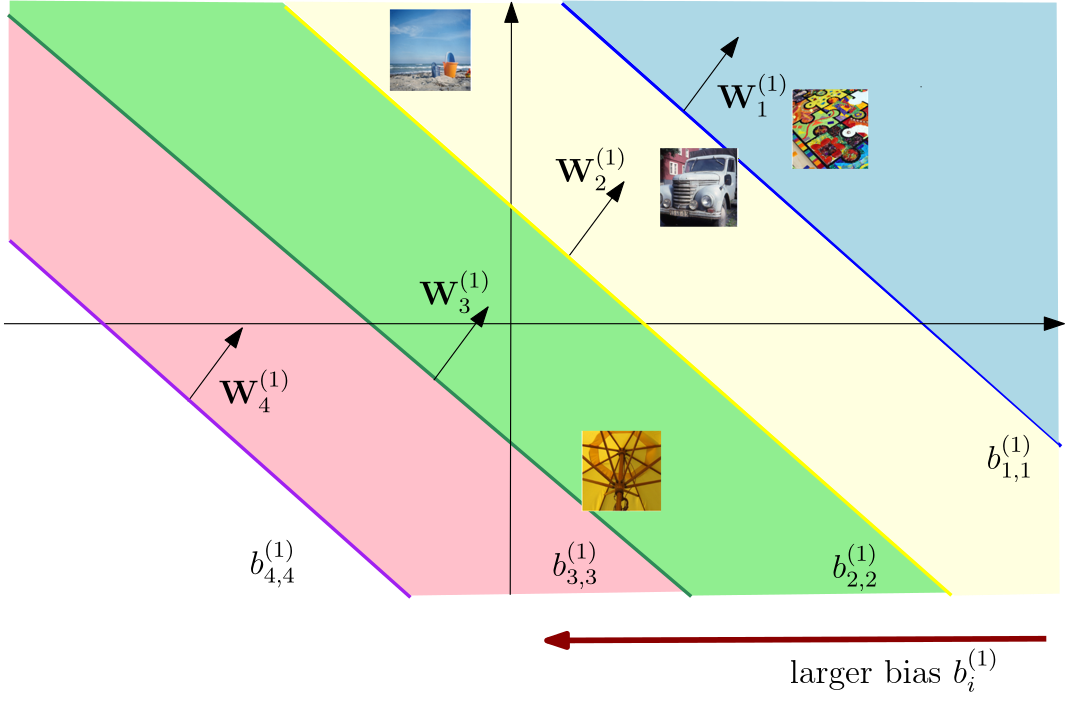 W_1^{(1)}
W_2^{(1)}
W_3^{(1)}
W_4^{(1)}
b_{1,1}^{(1)}
b_{4,4}^{(1)}
b_{3,3}^{(1)}
b_{2,2}^{(1)}
larger bias b_i^{(1)}